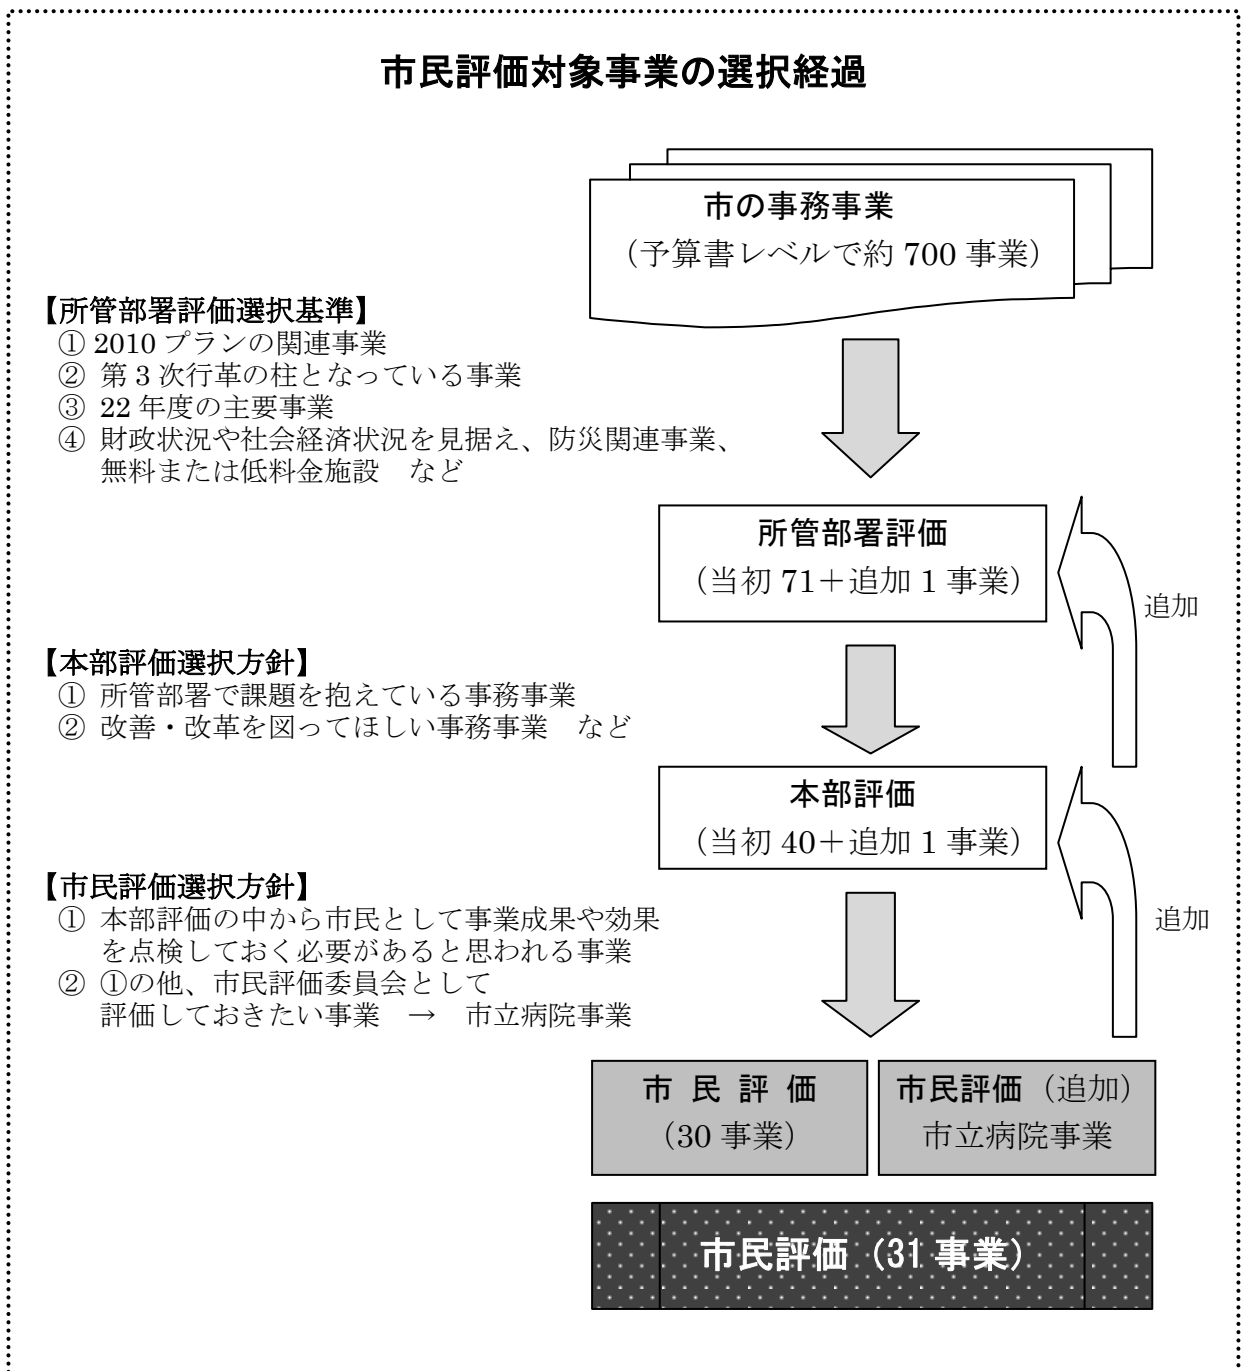 市民評価対象事業の選択経過
市の事務事業
（予算書レベルで約 700 事業）
【所管部署評価選択基準】
① 2010 プランの関連事業
② 第 3 次行革の柱となっている事業
③ 22 年度の主要事業
④ 財政状況や社会経済状況を見据え、防災関連事業、
無料または低料金施設　など
所管部署評価
（当初 71＋追加 1 事業）
追加
【本部評価選択方針】
① 所管部署で課題を抱えている事務事業
② 改善・改革を図ってほしい事務事業　など
本部評価
（当初 40＋追加 1 事業）
追加
【市民評価選択方針】
① 本部評価の中から市民として事業成果や効果
を点検しておく必要があると思われる事業
② ①の他、市民評価委員会として
評価しておきたい事業　→　市立病院事業
市 民 評 価
（30 事業）
市民評価（追加）
市立病院事業
市民評価（31 事業）